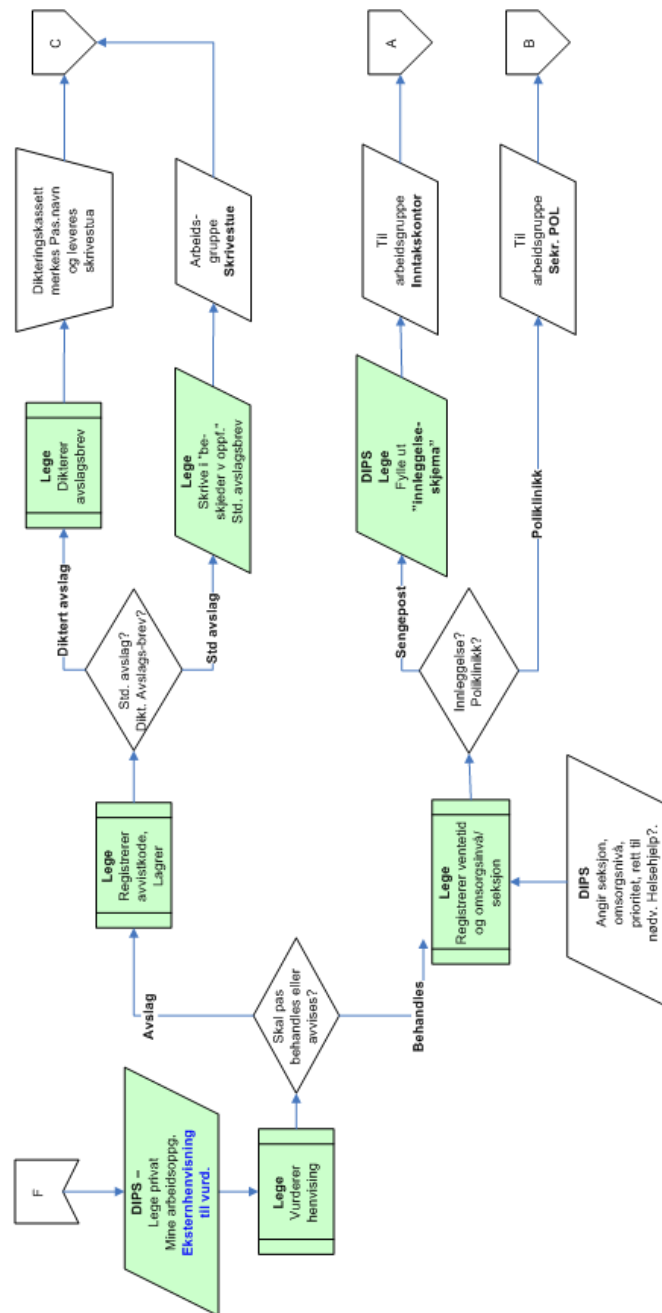 F
DIPS –
Lege privat
Mine arbeidsoppg,
Eksternhenvisning
til vurd.
Lege
Vurderer
henvising
Skal pas
behandles eller
avvises?
Avslag
Behandles
Lege
Registrerer
avvistkode,
Lagrer
Std. avslag?
Dikt. Avslags-brev?
Diktert avslag
Std avslag
Lege
Dikterer
avslagsbrev
Dikteringskassett
merkes Pas.navn
og leveres
skrivestua
C
Lege
Skrive i "be-
skjeder v oppf."
Std. avslagsbrev
Arbeids-
gruppe
Skrivestue
Lege
Registrerer ventetid
og omsorgsinvå/
seksjon
DIPS
Angir seksjon,
omsorgsnivå,
prioritet, rett til
nødv. Helsehjelp?.
Innleggelse?
Poliklinikk?
Sengepost
Poliklinikk
DIPS
Lege
Fylle ut
"innleggelse-
skjema"
Til
arbeidsgruppe
Inntakskontor
A
Til
arbeidsgruppe
Sekr. POL
B